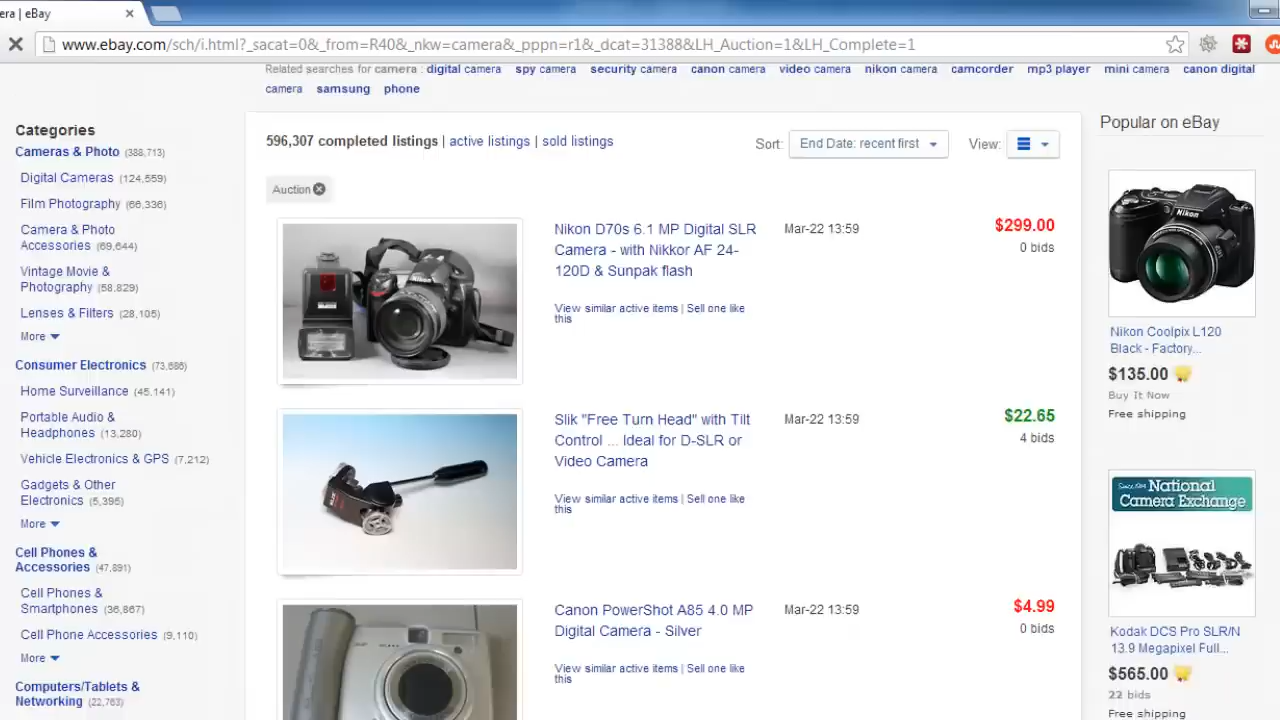 era | eBay
www.ebay.com/sch/i.html?_sacat=0&_from=R40&_nkw=camera&_pppn=r1&_dcat=31388&LH_Auction=1&LH_Complete=1
Related searches for camera: digital camera spy camera security camera canon camera video camera nikon camera camcorder mp3 player mini camera canon digital
camera samsung phone
Categories
Cameras & Photo (388,713)
Digital Cameras (124,559)
Film Photography (66,336)
Camera & Photo
Accessories (69,644)
Vintage Movie &
Photography (58,829)
Lenses & Filters (28,105)
More
Consumer Electronics (73,686)
Home Surveillance (45,141)
Portable Audio &
Headphones (13,280)
Vehicle Electronics & GPS (7,212)
Gadgets & Other
Electronics (5,395)
More
Cell Phones &
Accessories (47,891)
Cell Phones &
Smartphones (36,867)
Cell Phone Accessories (9,110)
More
Computers/Tablets &
Networking (22,763)
596,307 completed listings | active listings | sold listings
Sort: End Date: recent first View:
Auction
Nikon D70s 6.1 MP Digital SLR
Camera - with Nikkor AF 24-
120D & Sunpak flash
Mar-22 13:59
$299.00
0 bids
View similar active items | Sell one like
this
Slik "Free Turn Head" with Tilt
Control ... Ideal for D-SLR or
Video Camera
Mar-22 13:59
$22.65
4 bids
View similar active items | Sell one like
this
Canon PowerShot A85 4.0 MP
Digital Camera - Silver
Mar-22 13:59
$4.99
0 bids
View similar active items | Sell one like
this
Popular on eBay
Nikon
Nikon Coolpix L120
Black - Factory...
$135.00
Buy It Now
Free shipping
National
Camera Exchange
Kodak DCS Pro SLR/N
13.9 Megapixel Full...
$565.00
22 bids
Free shipping